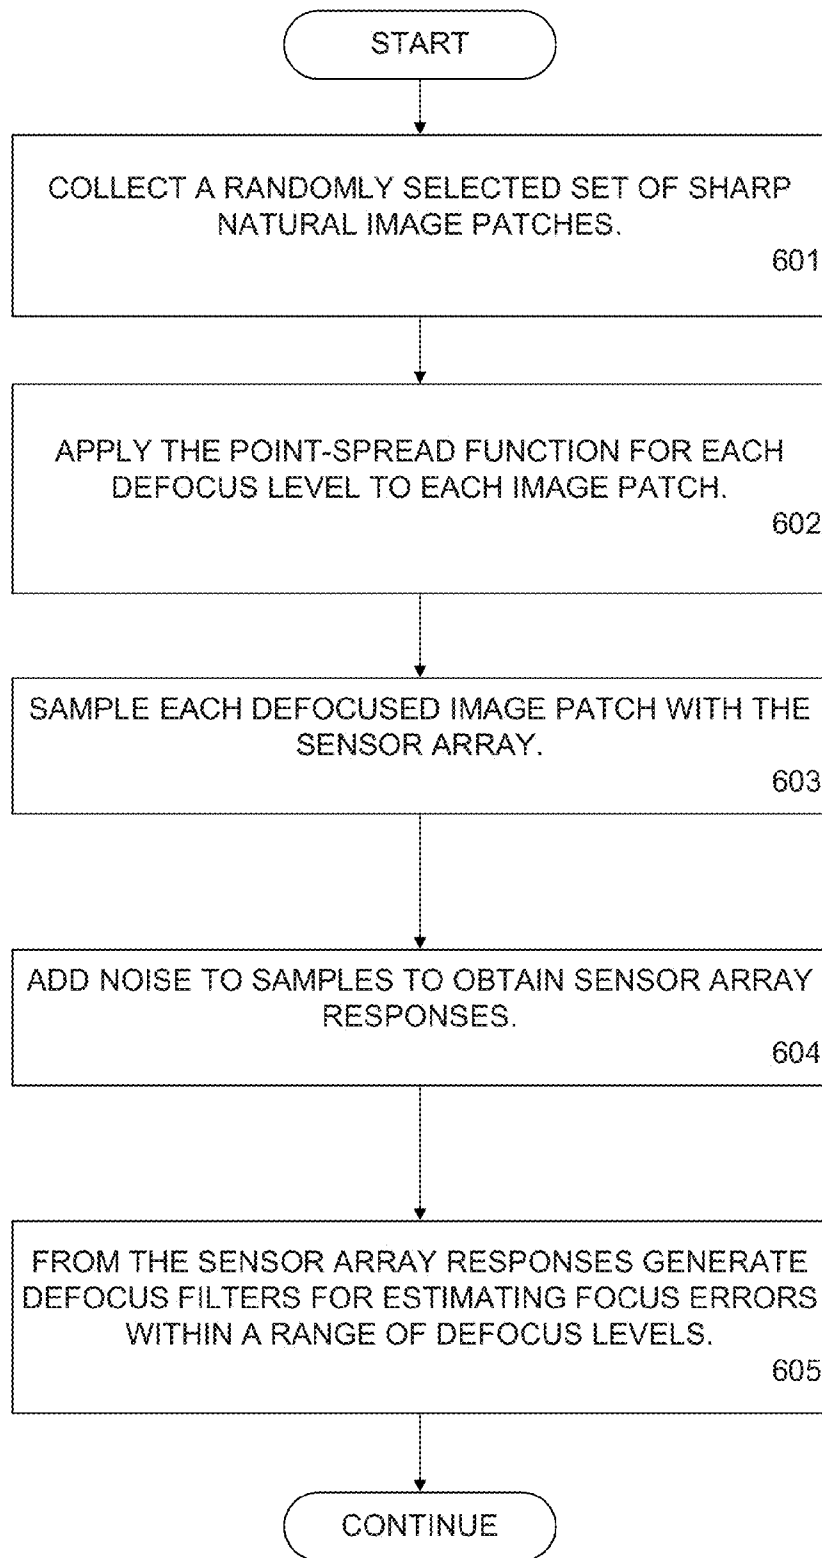 START
COLLECT A RANDOMLY SELECTED SET OF SHARP
NATURAL IMAGE PATCHES.
601
APPLY THE POINT-SPREAD FUNCTION FOR EACH
DEFOCUS LEVEL TO EACH IMAGE PATCH.
602
SAMPLE EACH DEFOCUSED IMAGE PATCH WITH THE
SENSOR ARRAY.
603
ADD NOISE TO SAMPLES TO OBTAIN SENSOR ARRAY
RESPONSES.
604
FROM THE SENSOR ARRAY RESPONSES GENERATE
DEFOCUS FILTERS FOR ESTIMATING FOCUS ERRORS
WITHIN A RANGE OF DEFOCUS LEVELS.
605
CONTINUE